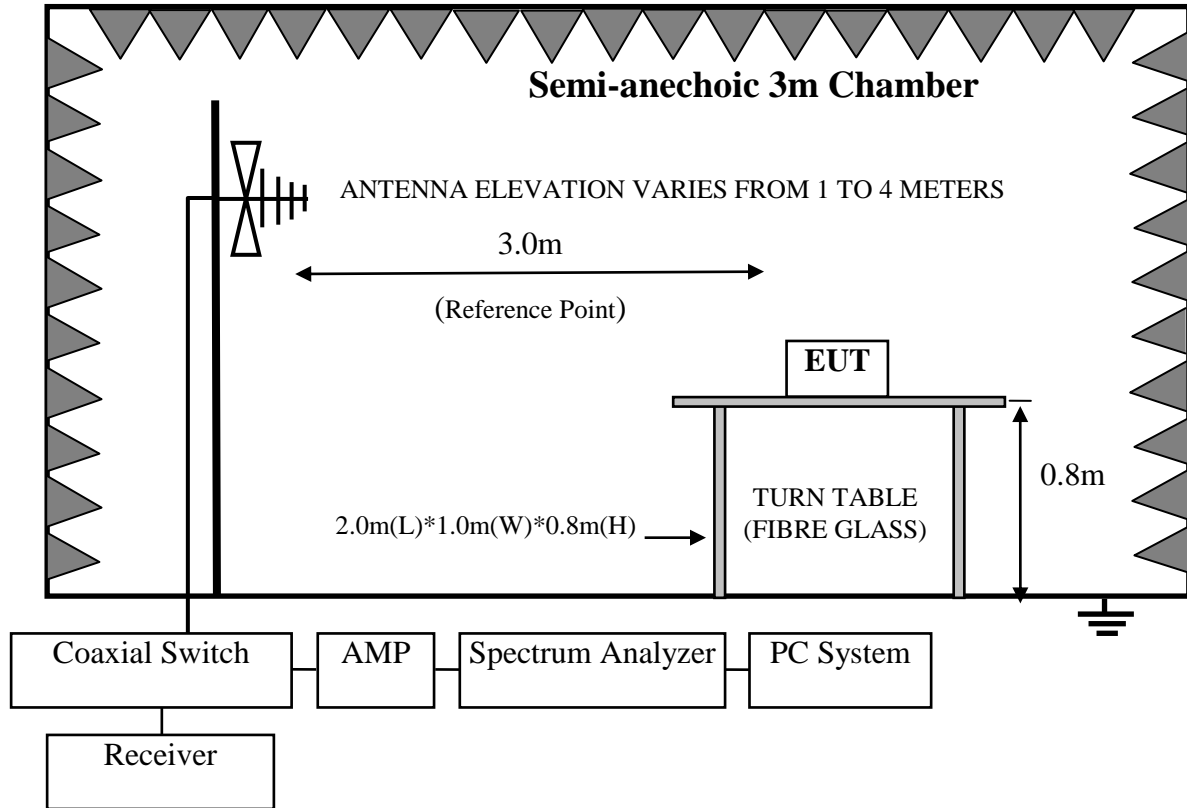 Semi-anechoic 3m Chamber
ANTENNA ELEVATION VARIES FROM 1 TO 4 METERS
3.0m
(Reference Point)
EUT
0.8m
TURN TABLE
(FIBRE GLASS)
2.0m(L)*1.0m(W)*0.8m(H)
Coaxial Switch
AMP
Spectrum Analyzer
PC System
Receiver